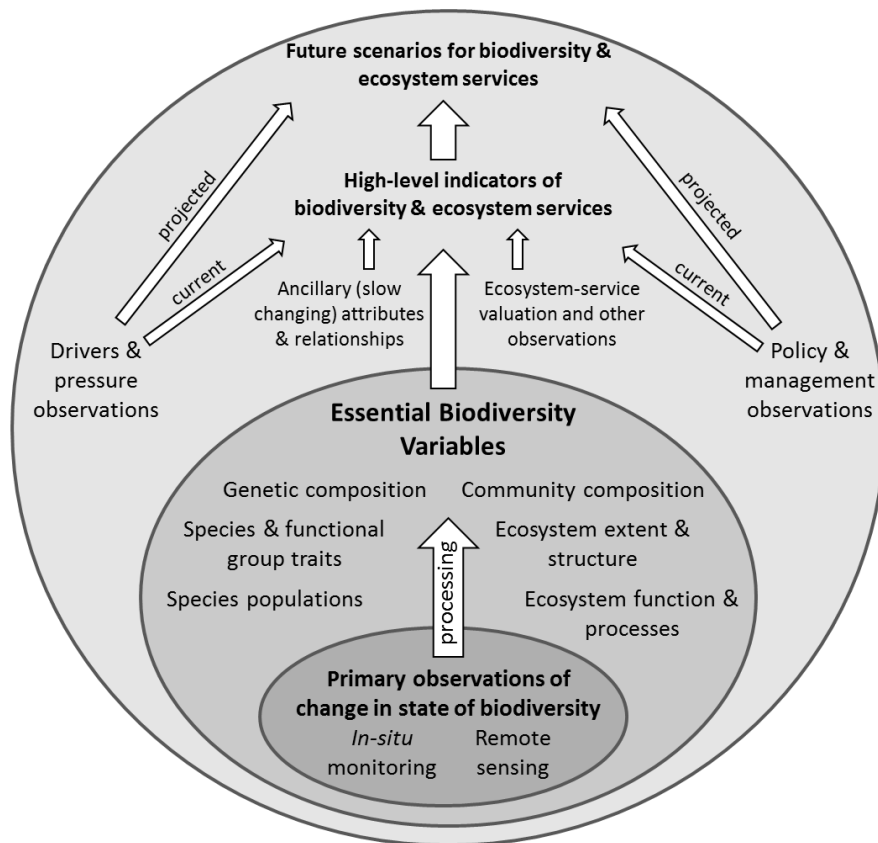 Future scenarios for biodiversity &
ecosystem services
projected
projected
High-level indicators of
biodiversity & ecosystem services
current
current
Ancillary (slow
changing) attributes
& relationships
Ecosystem-service
valuation and other
observations
Drivers &
pressure
observations
Policy &
management
observations
Essential Biodiversity
Variables
Genetic composition
Community composition
Species & functional
group traits
Ecosystem extent &
structure
Species populations
Ecosystem function &
processes
processing
Primary observations of
change in state of biodiversity
In-situ
monitoring
Remote
sensing